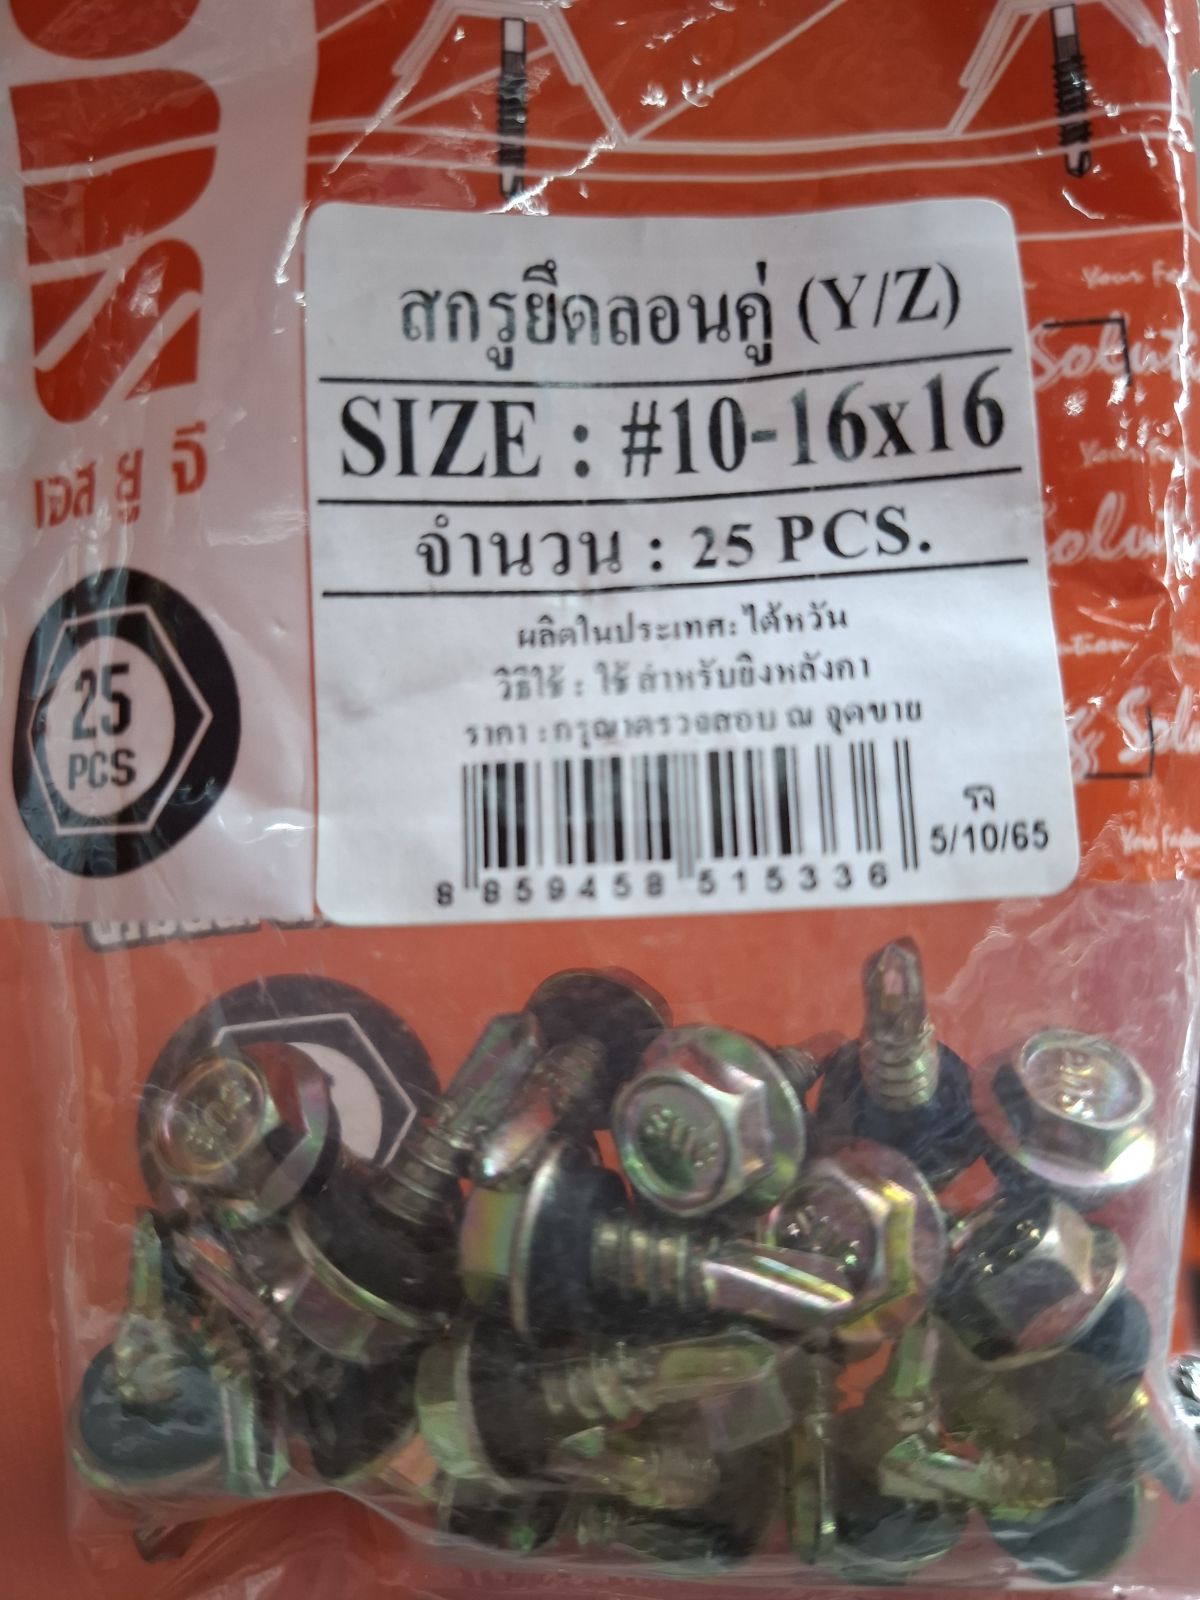 สกรูยึดลอนคู่ (Y/Z)
SIZE : #10-16x16
จำนวน : 25 PCS.
ผลิตในประเทศ: ไต้หวัน
วิธีใช้ : ใช้ สำหรับยิงหลังคา
ราคา : กรุณาตรวจสอบ ณ จุดขาย
รจ
5/10/65
8 859458 515336
เอส ยู จี
25
PCS
Your
Your
Your